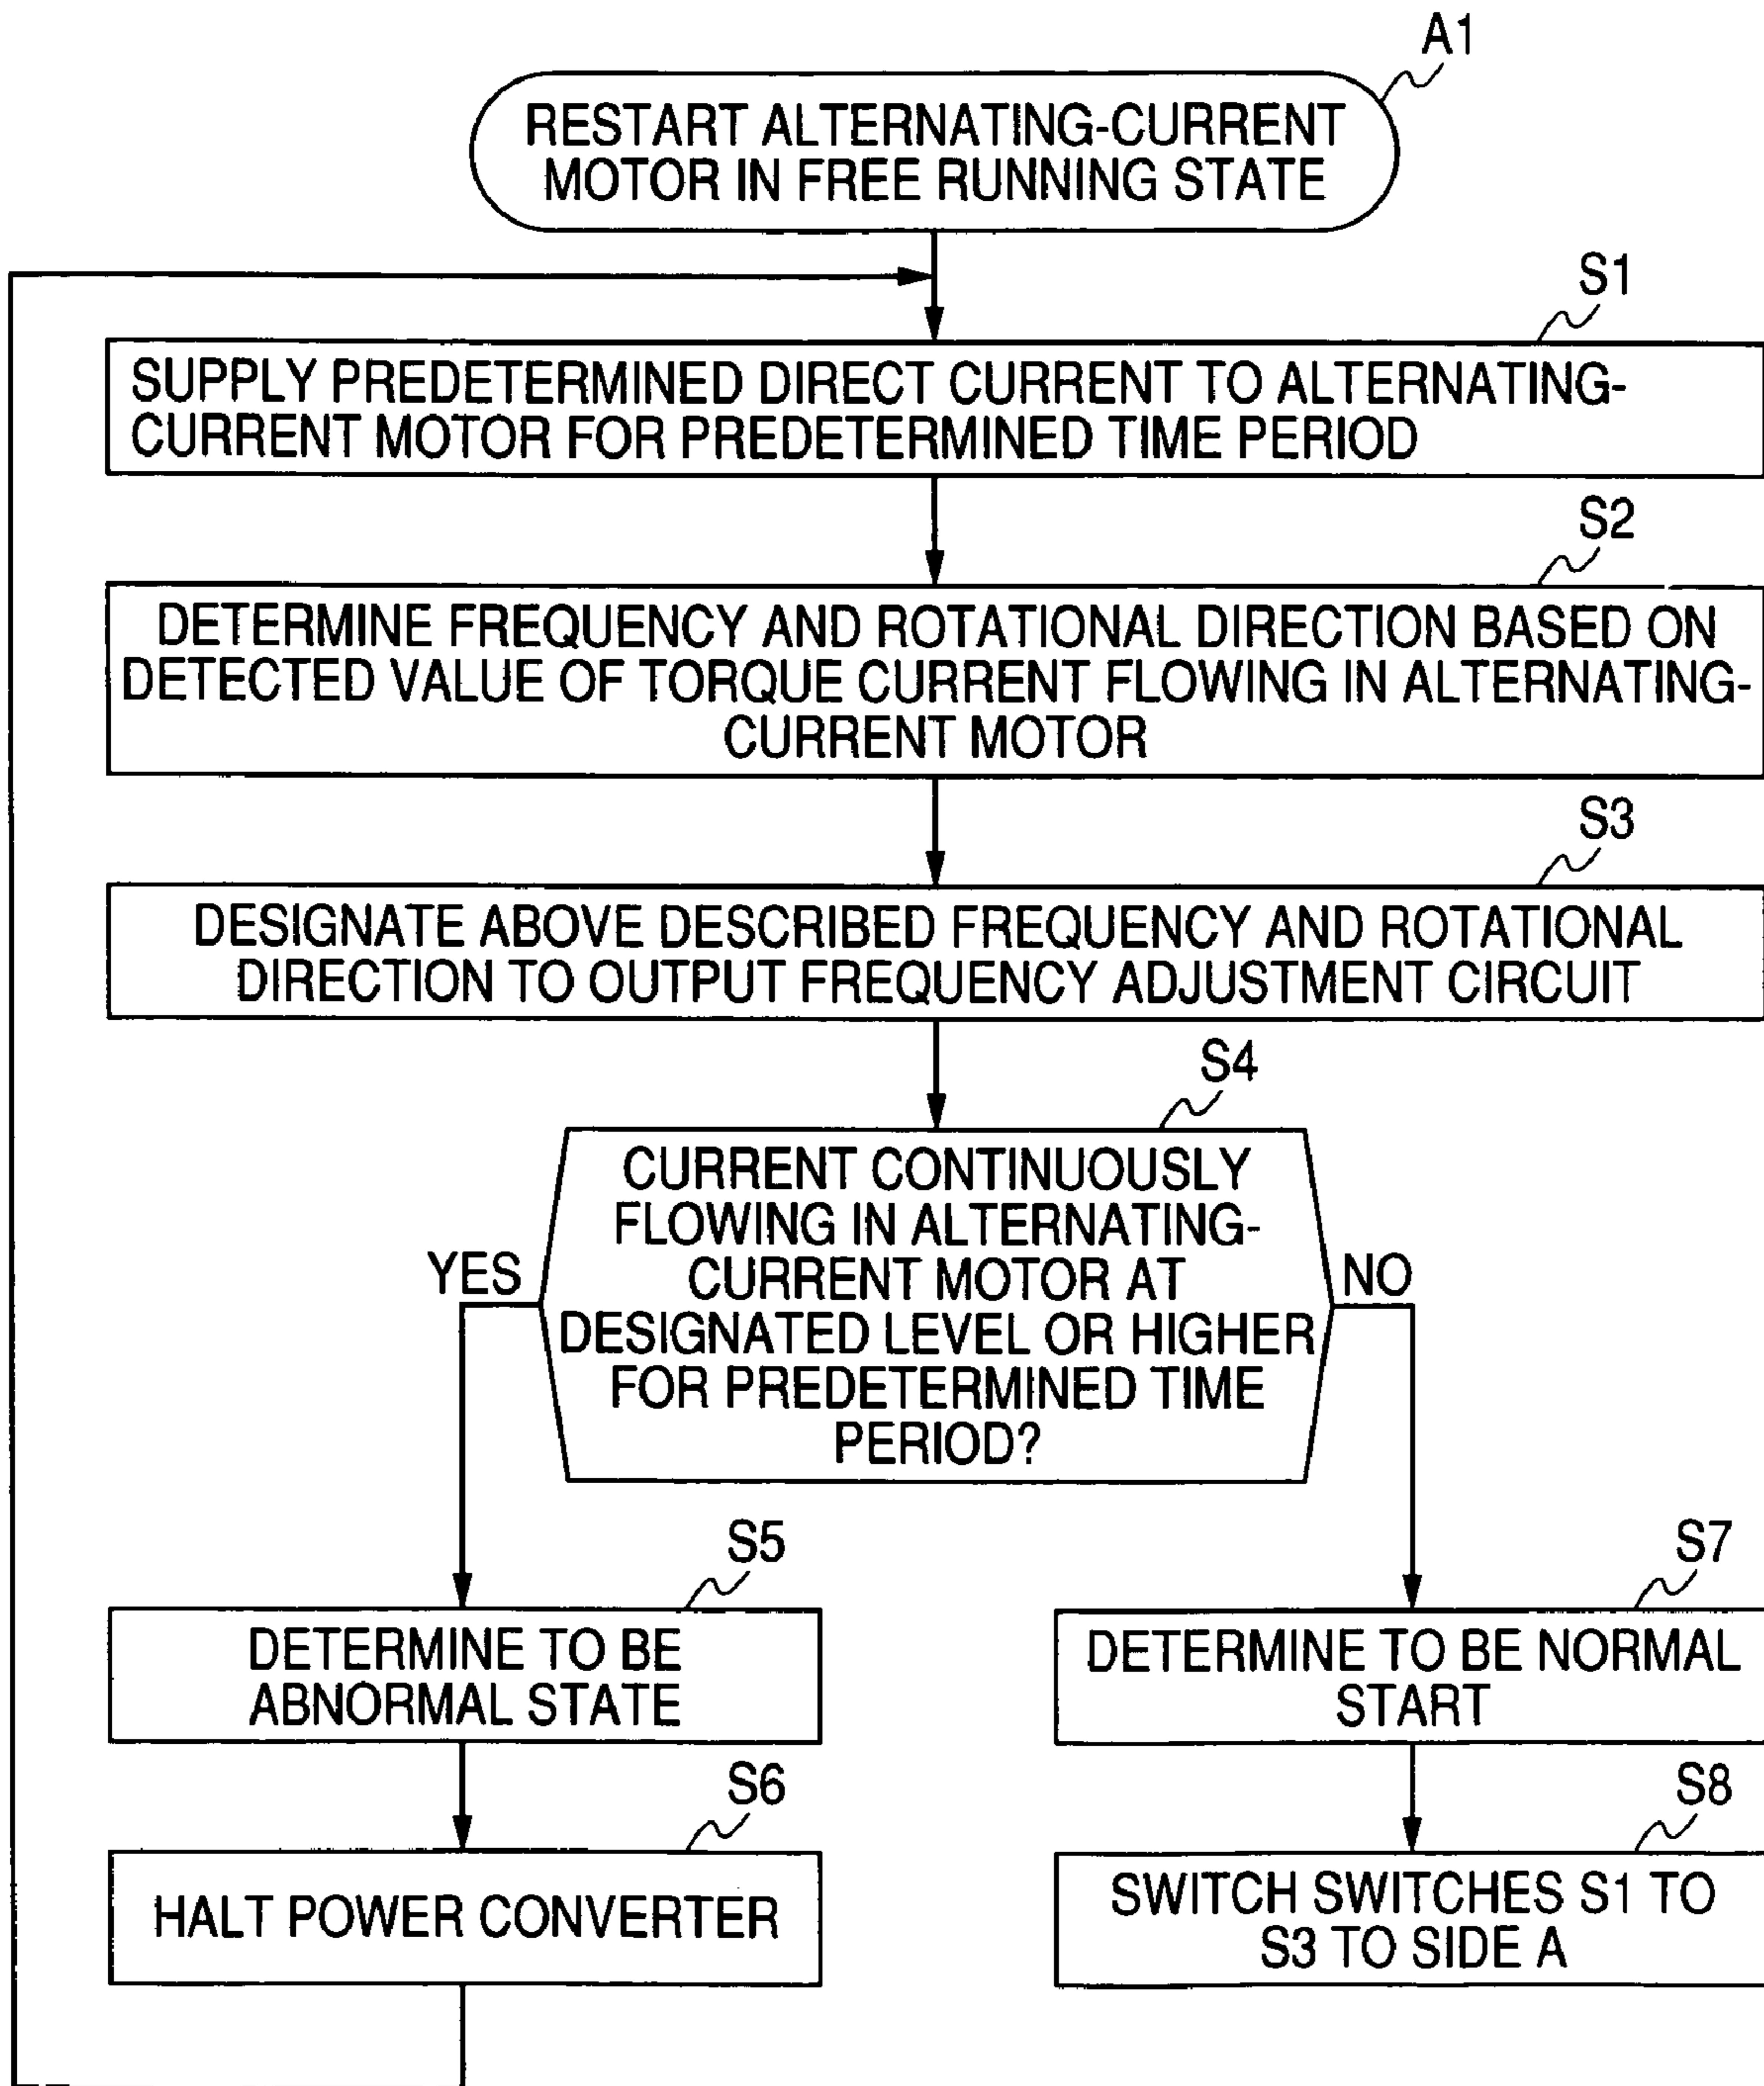 A1
RESTART ALTERNATING-CURRENT
MOTOR IN FREE RUNNING STATE
S1
SUPPLY PREDETERMINED DIRECT CURRENT TO ALTERNATING-
CURRENT MOTOR FOR PREDETERMINED TIME PERIOD
S2
DETERMINE FREQUENCY AND ROTATIONAL DIRECTION BASED ON
DETECTED VALUE OF TORQUE CURRENT FLOWING IN ALTERNATING-
CURRENT MOTOR
S3
DESIGNATE ABOVE DESCRIBED FREQUENCY AND ROTATIONAL
DIRECTION TO OUTPUT FREQUENCY ADJUSTMENT CIRCUIT
S4
CURRENT CONTINUOUSLY
FLOWING IN ALTERNATING-
CURRENT MOTOR AT
DESIGNATED LEVEL OR HIGHER
FOR PREDETERMINED TIME
PERIOD?
YES
NO
S5
DETERMINE TO BE
ABNORMAL STATE
S6
HALT POWER CONVERTER
S7
DETERMINE TO BE NORMAL
START
S8
SWITCH SWITCHES S1 TO
S3 TO SIDE A